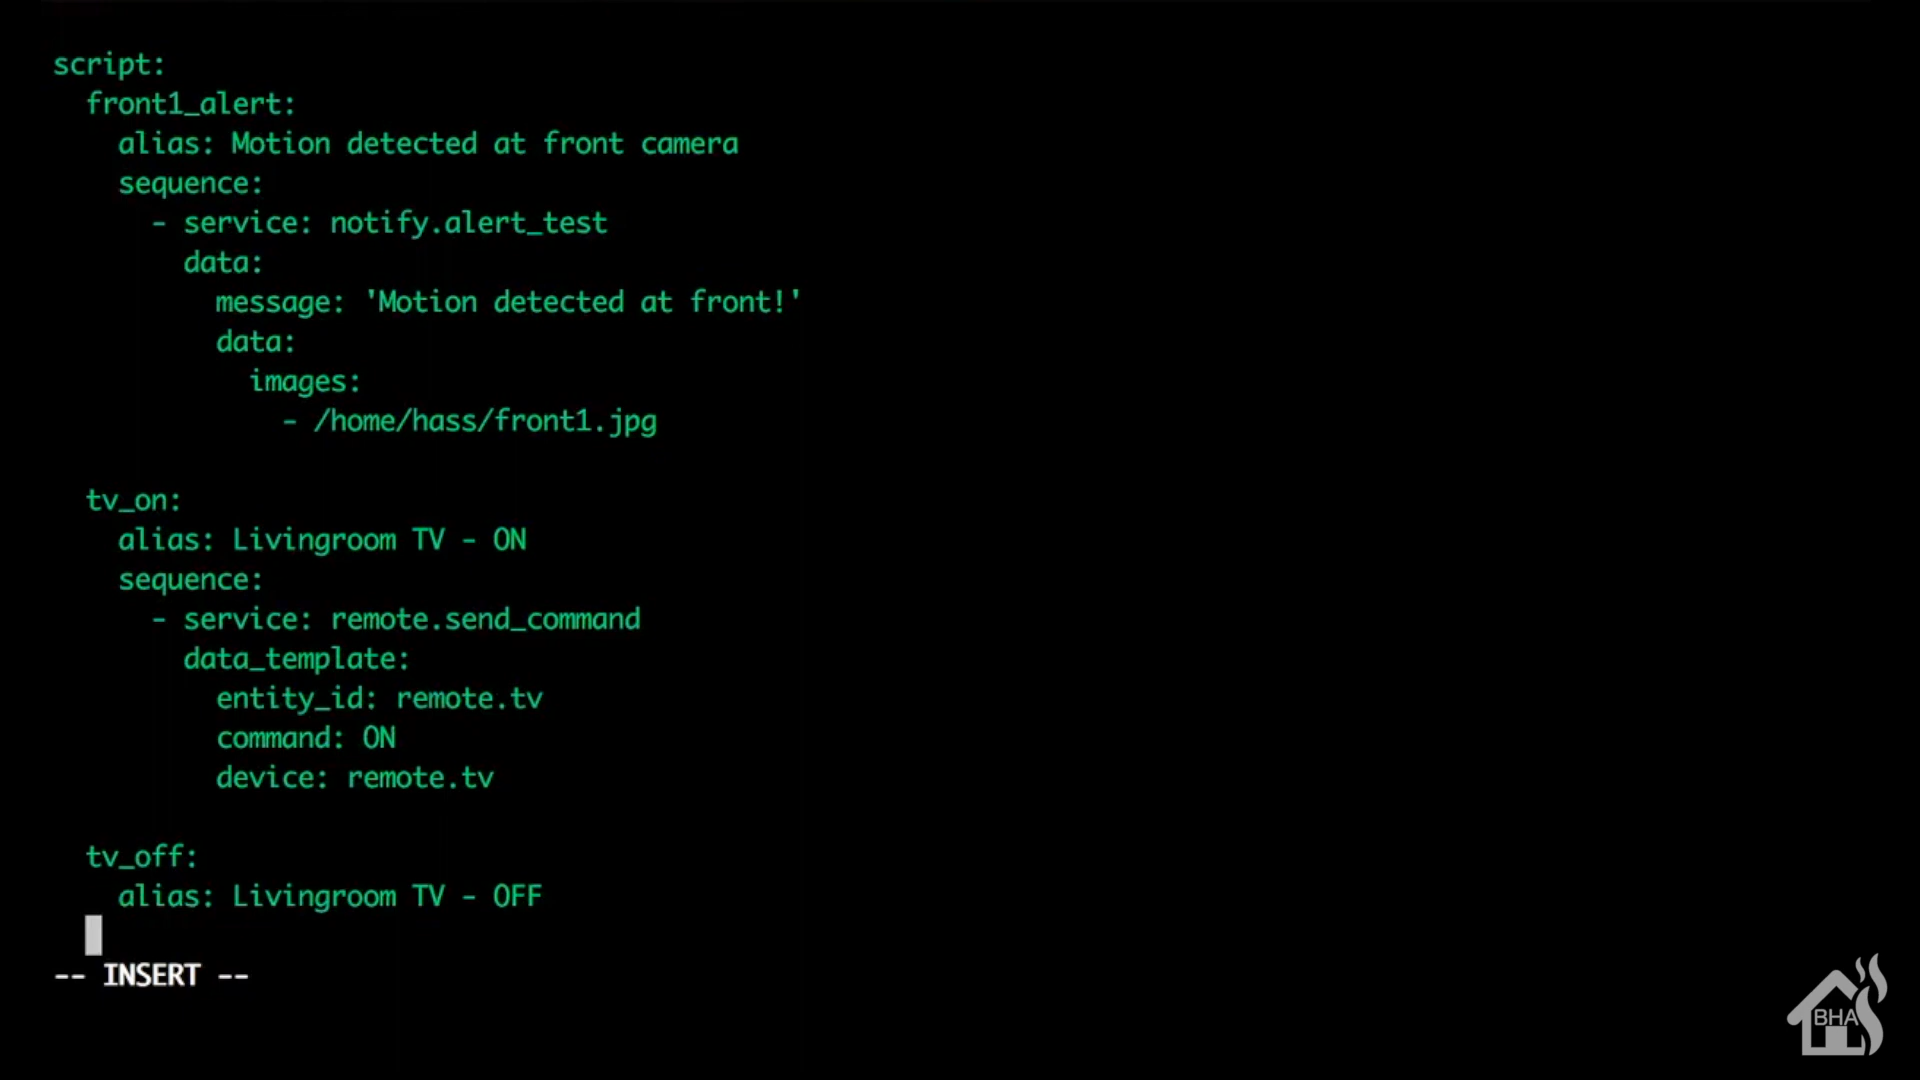 script:
  front1_alert:
    alias: Motion detected at front camera
    sequence:
      - service: notify.alert_test
        data:
          message: 'Motion detected at front!'
          data:
            images:
              - /home/hass/front1.jpg

  tv_on:
    alias: Livingroom TV - ON
    sequence:
      - service: remote.send_command
        data_template:
          entity_id: remote.tv
          command: ON
          device: remote.tv

  tv_off:
    alias: Livingroom TV - OFF
-- INSERT --
BHA